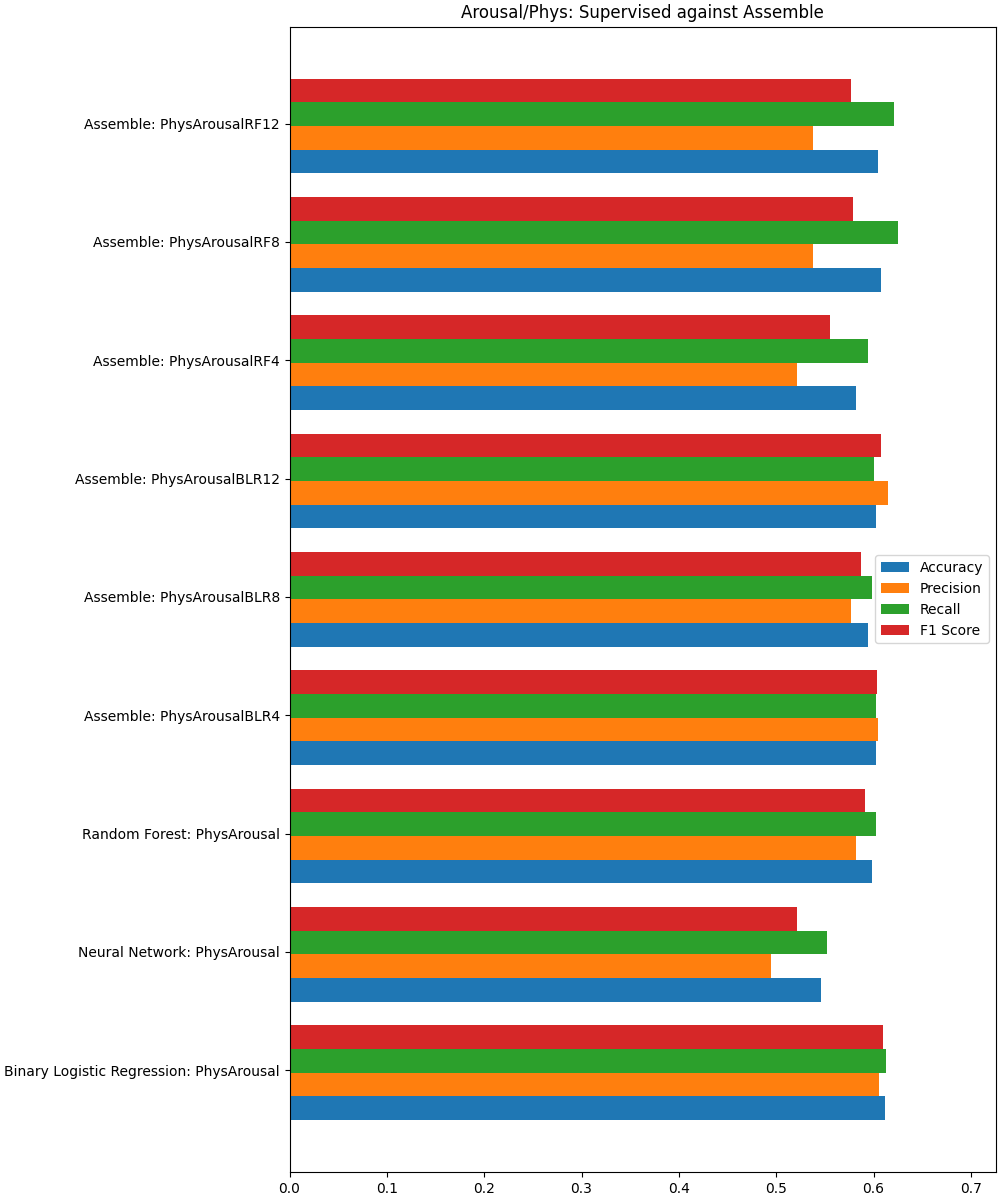 Arousal/Phys: Supervised against Assemble
Assemble: PhysArousalRF12
Assemble: PhysArousalRF8
Assemble: PhysArousalRF4
Assemble: PhysArousalBLR12
Assemble: PhysArousalBLR8
Assemble: PhysArousalBLR4
Random Forest: PhysArousal
Neural Network: PhysArousal
Binary Logistic Regression: PhysArousal
Accuracy
Precision
Recall
F1 Score
0.0 0.1 0.2 0.3 0.4 0.5 0.6 0.7